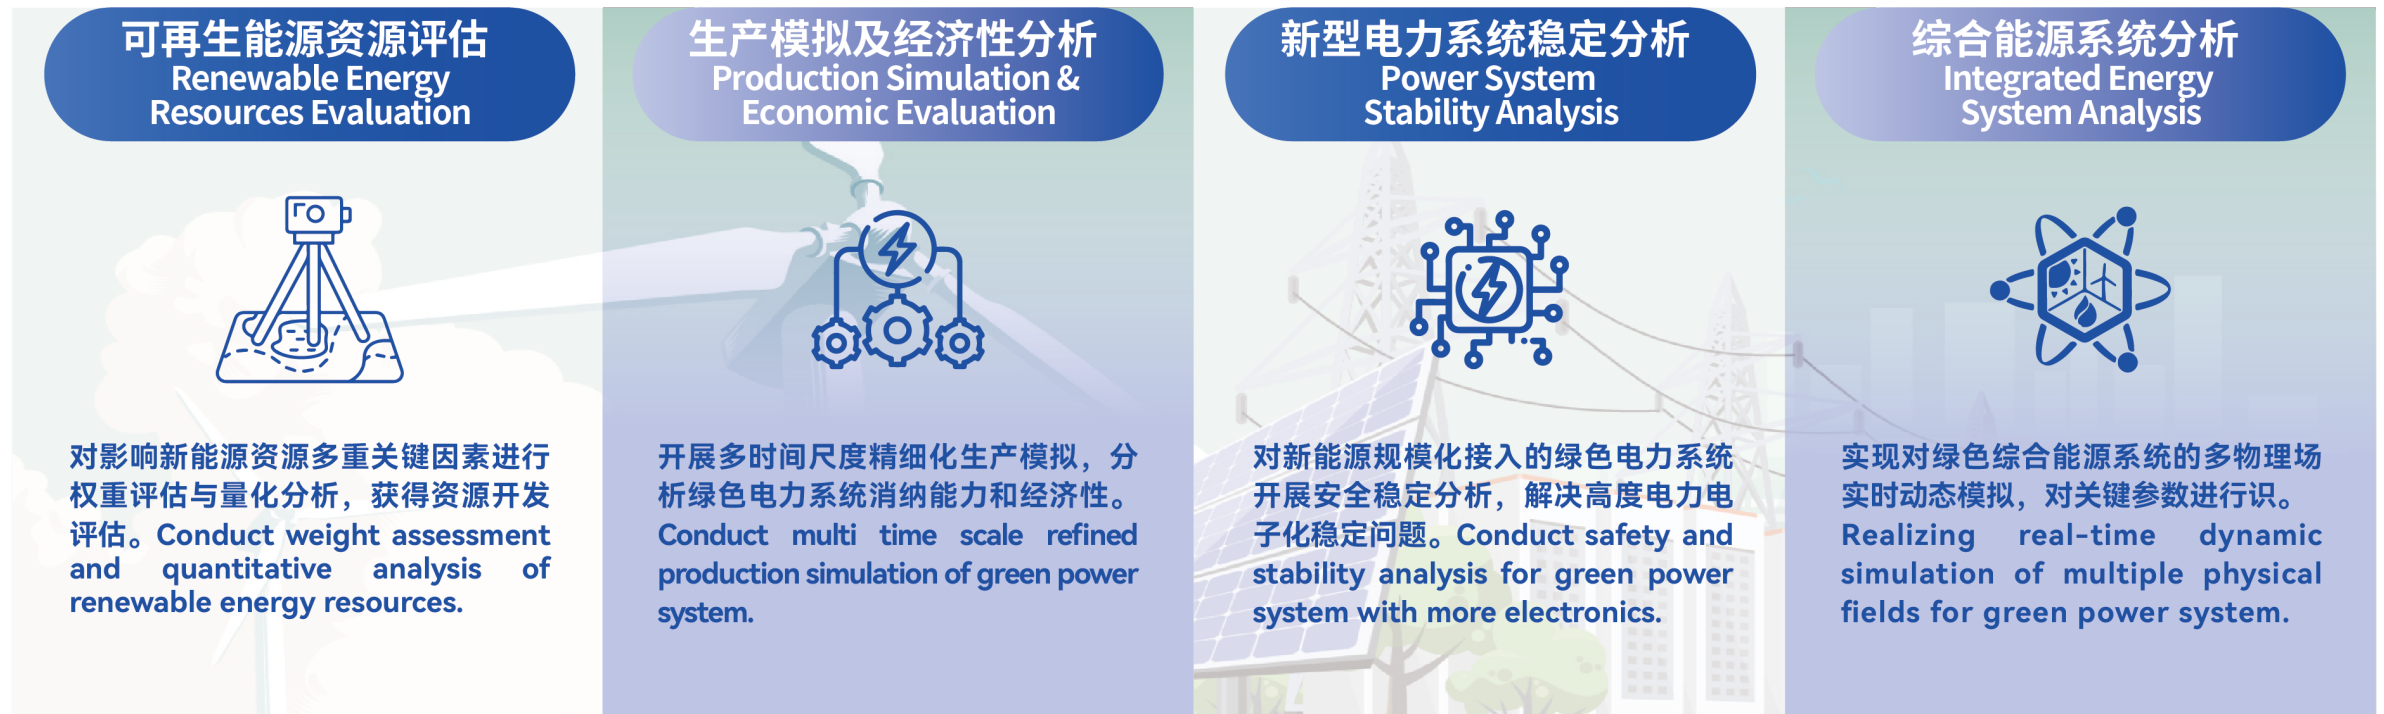 可再生能源资源评估
Renewable Energy
Resources Evaluation
对影响新能源资源多重关键因素进行
权重评估与量化分析，获得资源开发
评估。Conduct weight assessment
and quantitative analysis of
renewable energy resources.
生产模拟及经济性分析
Production Simulation &
Economic Evaluation
开展多时间尺度精细化生产模拟，分
析绿色电力系统消纳能力和经济性。
Conduct multi time scale refined
production simulation of green power
system.
新型电力系统稳定分析
Power System
Stability Analysis
对新能源规模化接入的绿色电力系统
开展安全稳定分析，解决高度电力电
子化稳定问题。Conduct safety and
stability analysis for green power
system with more electronics.
综合能源系统分析
Integrated Energy
System Analysis
实现对绿色综合能源系统的多物理场
实时动态模拟，对关键参数进行识。
Realizing real-time dynamic
simulation of multiple physical
fields for green power system.